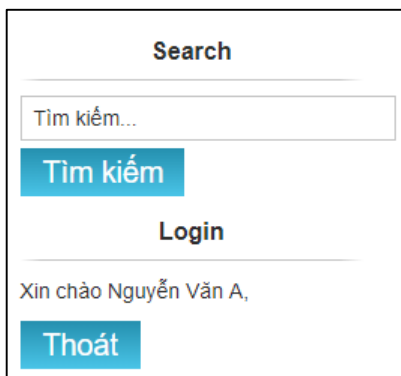 Search
Tìm kiếm...
Tìm kiếm
Login
Xin chào Nguyễn Văn A,
Thoát